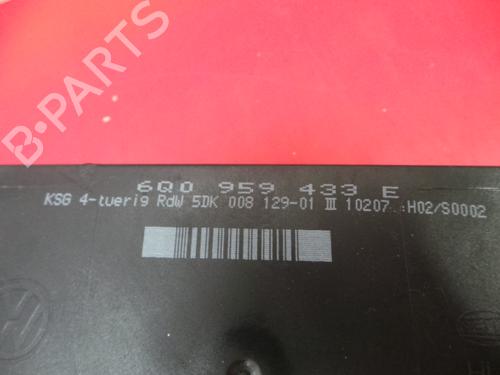 B-PARTS
6Q0 959 433 E
KSG 4-tuerig RdW 5DK 008 129-01 III 10207 :H02/S0002